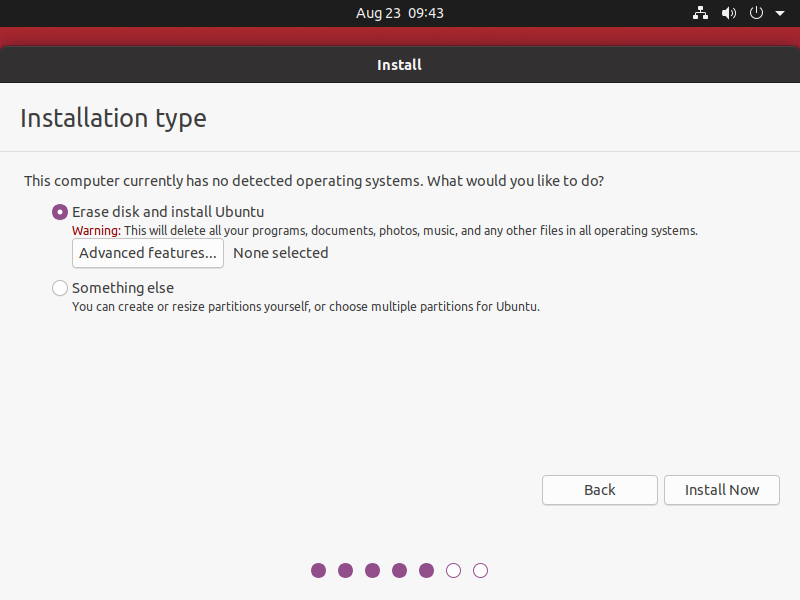 Aug 23 09:43
Install
Installation type
This computer currently has no detected operating systems. What would you like to do?
Erase disk and install Ubuntu
Warning: This will delete all your programs, documents, photos, music, and any other files in all operating systems.
Advanced features... None selected
Something else
You can create or resize partitions yourself, or choose multiple partitions for Ubuntu.
Back Install Now